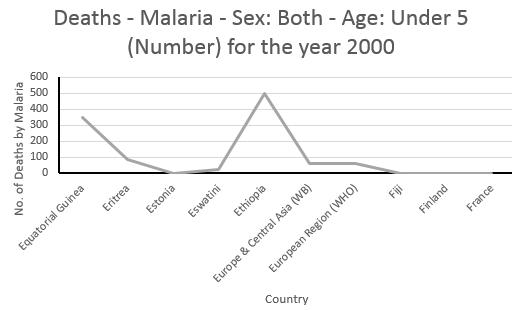 Deaths - Malaria - Sex: Both - Age: Under 5
(Number) for the year 2000
No. of Deaths by Malaria
600
500
400
300
200
100
0
Equatorial Guinea
Eritrea
Estonia
Eswatini
Ethiopia
Europe & Central Asia (WB)
European Region (WHO)
Fiji
Finland
France
Country